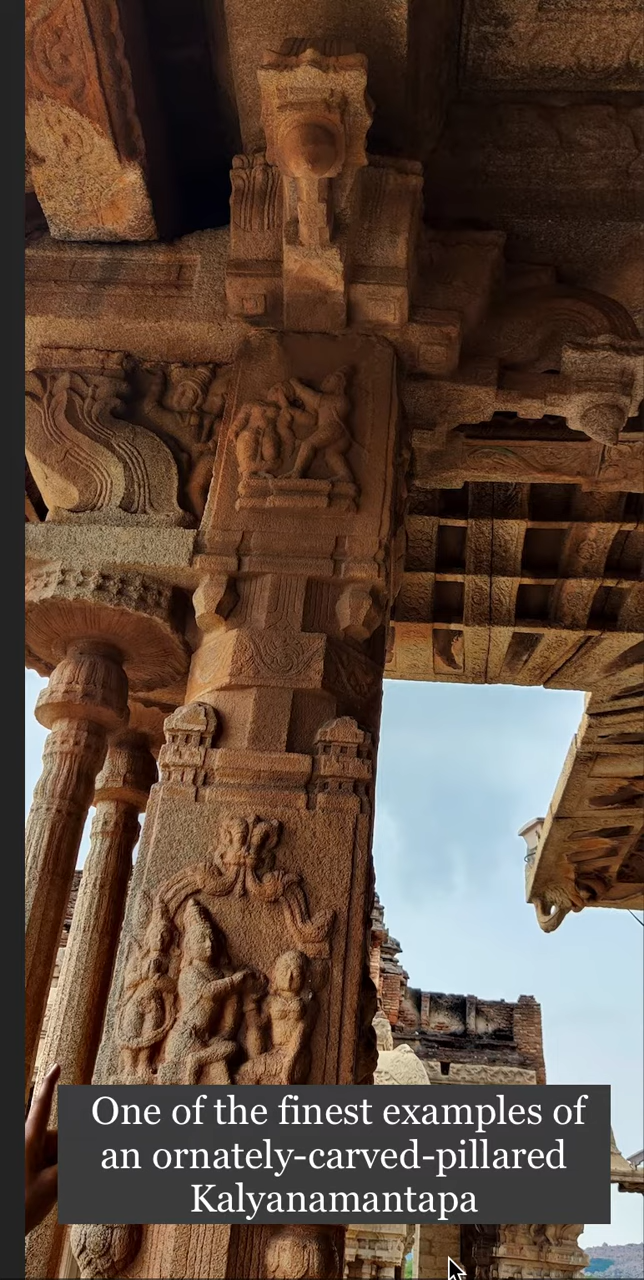 One of the finest examples of
an ornately-carved-pillared
Kalyanamantapa